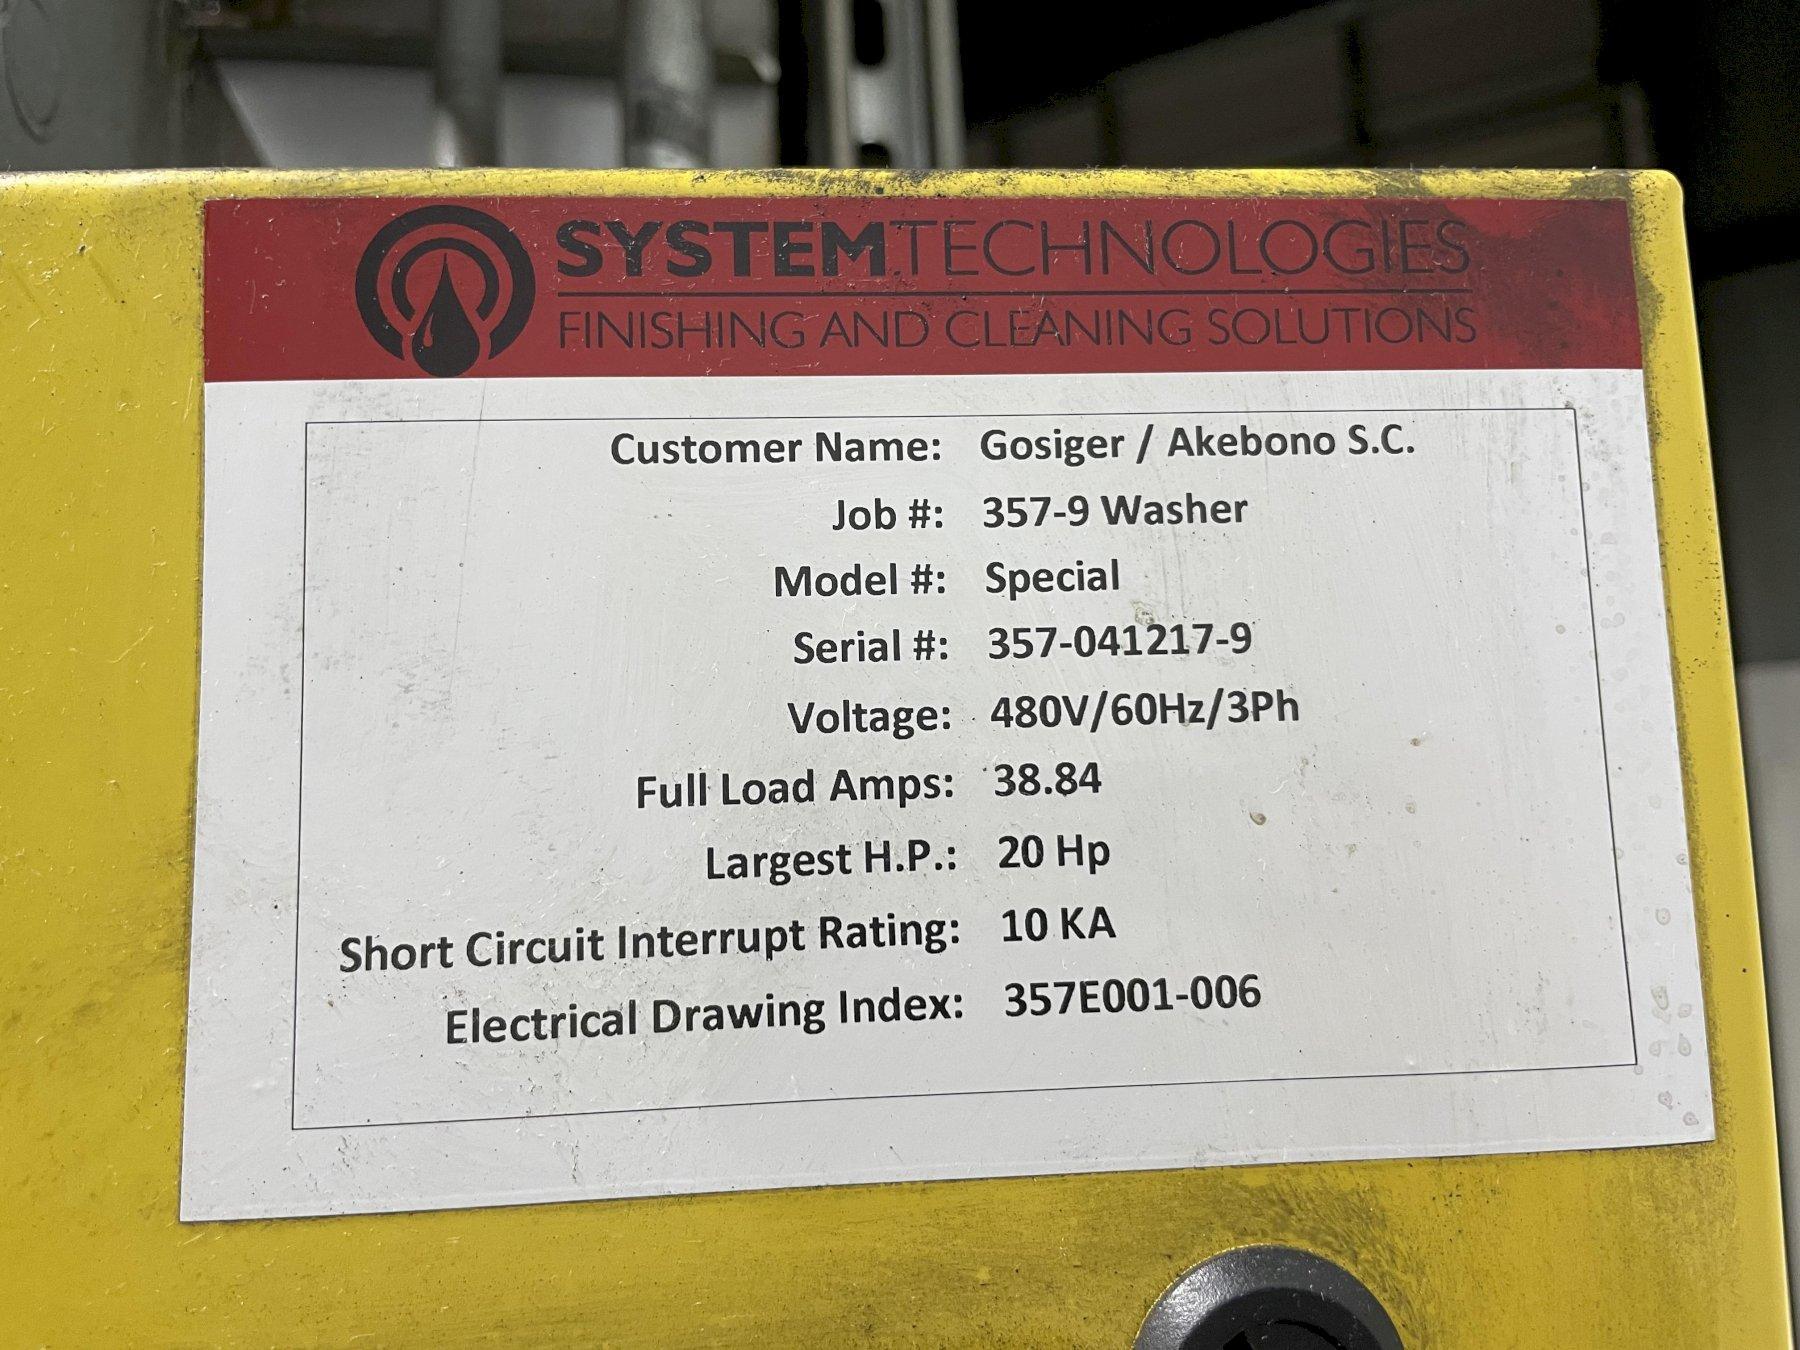 SYSTEMTECHNOLOGIES
FINISHING AND CLEANING SOLUTIONS
Customer Name: Gosiger / Akebono S.C.
Job #: 357-9 Washer
Model #: Special
Serial #: 357-041217-9
Voltage: 480V/60Hz/3Ph
Full Load Amps: 38.84
Largest H.P.: 20 Hp
Short Circuit Interrupt Rating: 10 KA
Electrical Drawing Index: 357E001-006